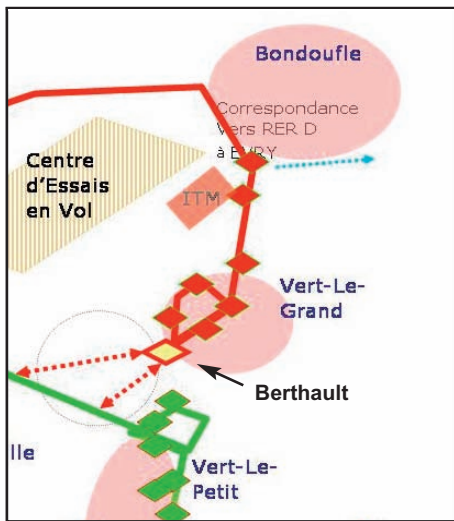 Bondoufle
Correspondance
Vers RER D
à EVRY
Centre
d'Essais
en Vol
ITM
Vert-Le-
Grand
Berthault
lle
Vert-Le-
Petit